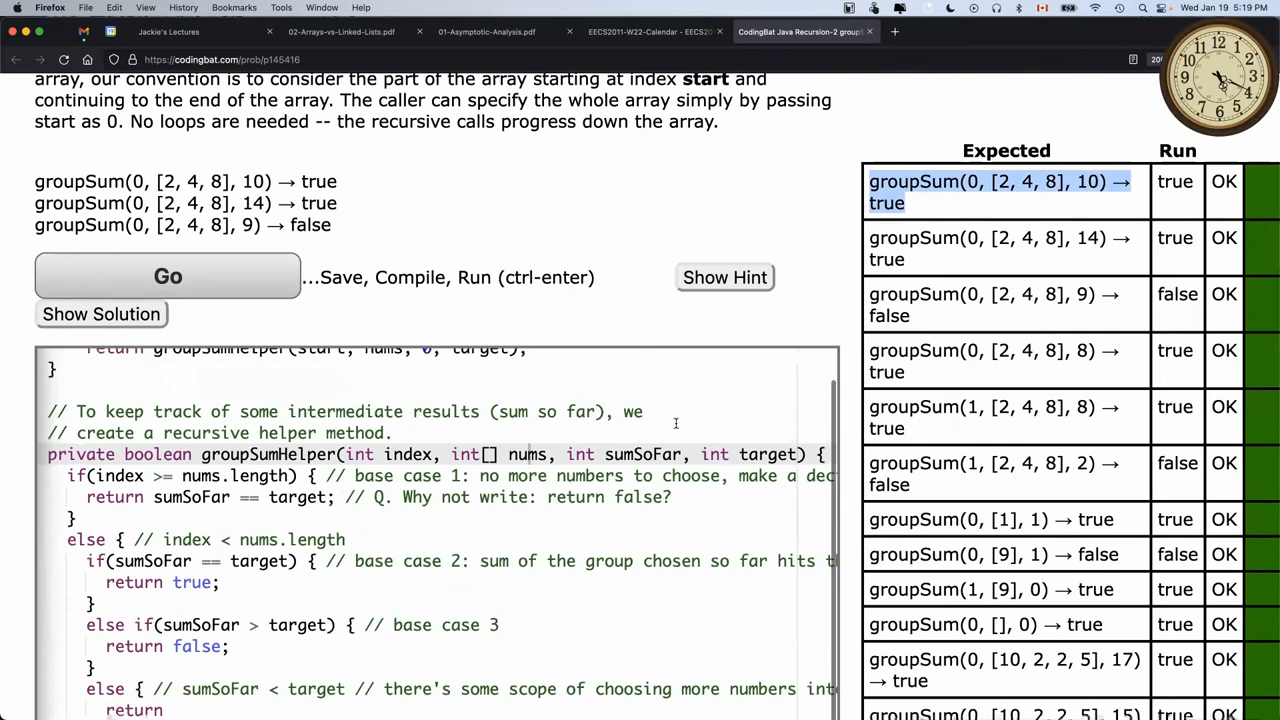 Firefox File Edit View History Bookmarks Tools Window Help Wed Jan 19 5:19 PM
Jackie's Lectures 02-Arrays-vs-Linked-Lists.pdf 01-Asymptotic-Analysis.pdf EECS2011-W22-Calendar — EECS2 CodingBat Java Recursion-2 group
https://codingbat.com/prob/p145416
array, our convention is to consider the part of the array starting at index start and
continuing to the end of the array. The caller can specify the whole array simply by passing
start as 0. No loops are needed -- the recursive calls progress down the array.
groupSum(0, [2, 4, 8], 10) → true
groupSum(0, [2, 4, 8], 14) → true
groupSum(0, [2, 4, 8], 9) → false
Go ...Save, Compile, Run (ctrl-enter) Show Hint
Show Solution
return groupSumHelper(start, nums, 0, target);
}
// To keep track of some intermediate results (sum so far), we
// create a recursive helper method.
private boolean groupSumHelper(int index, int[] nums, int sumSoFar, int target) {
if(index >= nums.length) { // base case 1: no more numbers to choose, make a dec
return sumSoFar == target; // Q. Why not write: return false?
}
else { // index < nums.length
if(sumSoFar == target) { // base case 2: sum of the group chosen so far hits t
return true;
}
else if(sumSoFar > target) { // base case 3
return false;
}
else { // sumSoFar < target // there's some scope of choosing more numbers int
return
Expected Run
groupSum(0, [2, 4, 8], 10) → true OK
true
groupSum(0, [2, 4, 8], 14) → true OK
true
groupSum(0, [2, 4, 8], 9) → false OK
false
groupSum(0, [2, 4, 8], 8) → true OK
true
groupSum(1, [2, 4, 8], 8) → true OK
true
groupSum(1, [2, 4, 8], 2) → false OK
false
groupSum(0, [1], 1) → true true OK
groupSum(0, [9], 1) → false false OK
groupSum(1, [9], 0) → true true OK
groupSum(0, [], 0) → true true OK
groupSum(0, [10, 2, 2, 5], 17) true OK
→ true
groupSum(0, [10, 2, 2, 5], 15) true OK